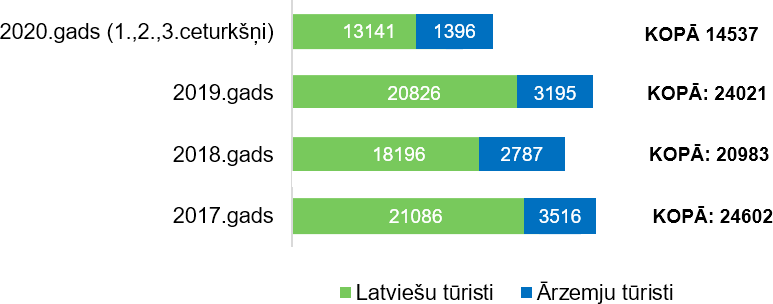 2020.gads (1.,2.,3.ceturkšņi) 13141 1396 KOPĀ 14537
2019.gads 20826 3195 KOPĀ: 24021
2018.gads 18196 2787 KOPĀ: 20983
2017.gads 21086 3516 KOPĀ: 24602
Latviešu tūristi Ārzemju tūristi